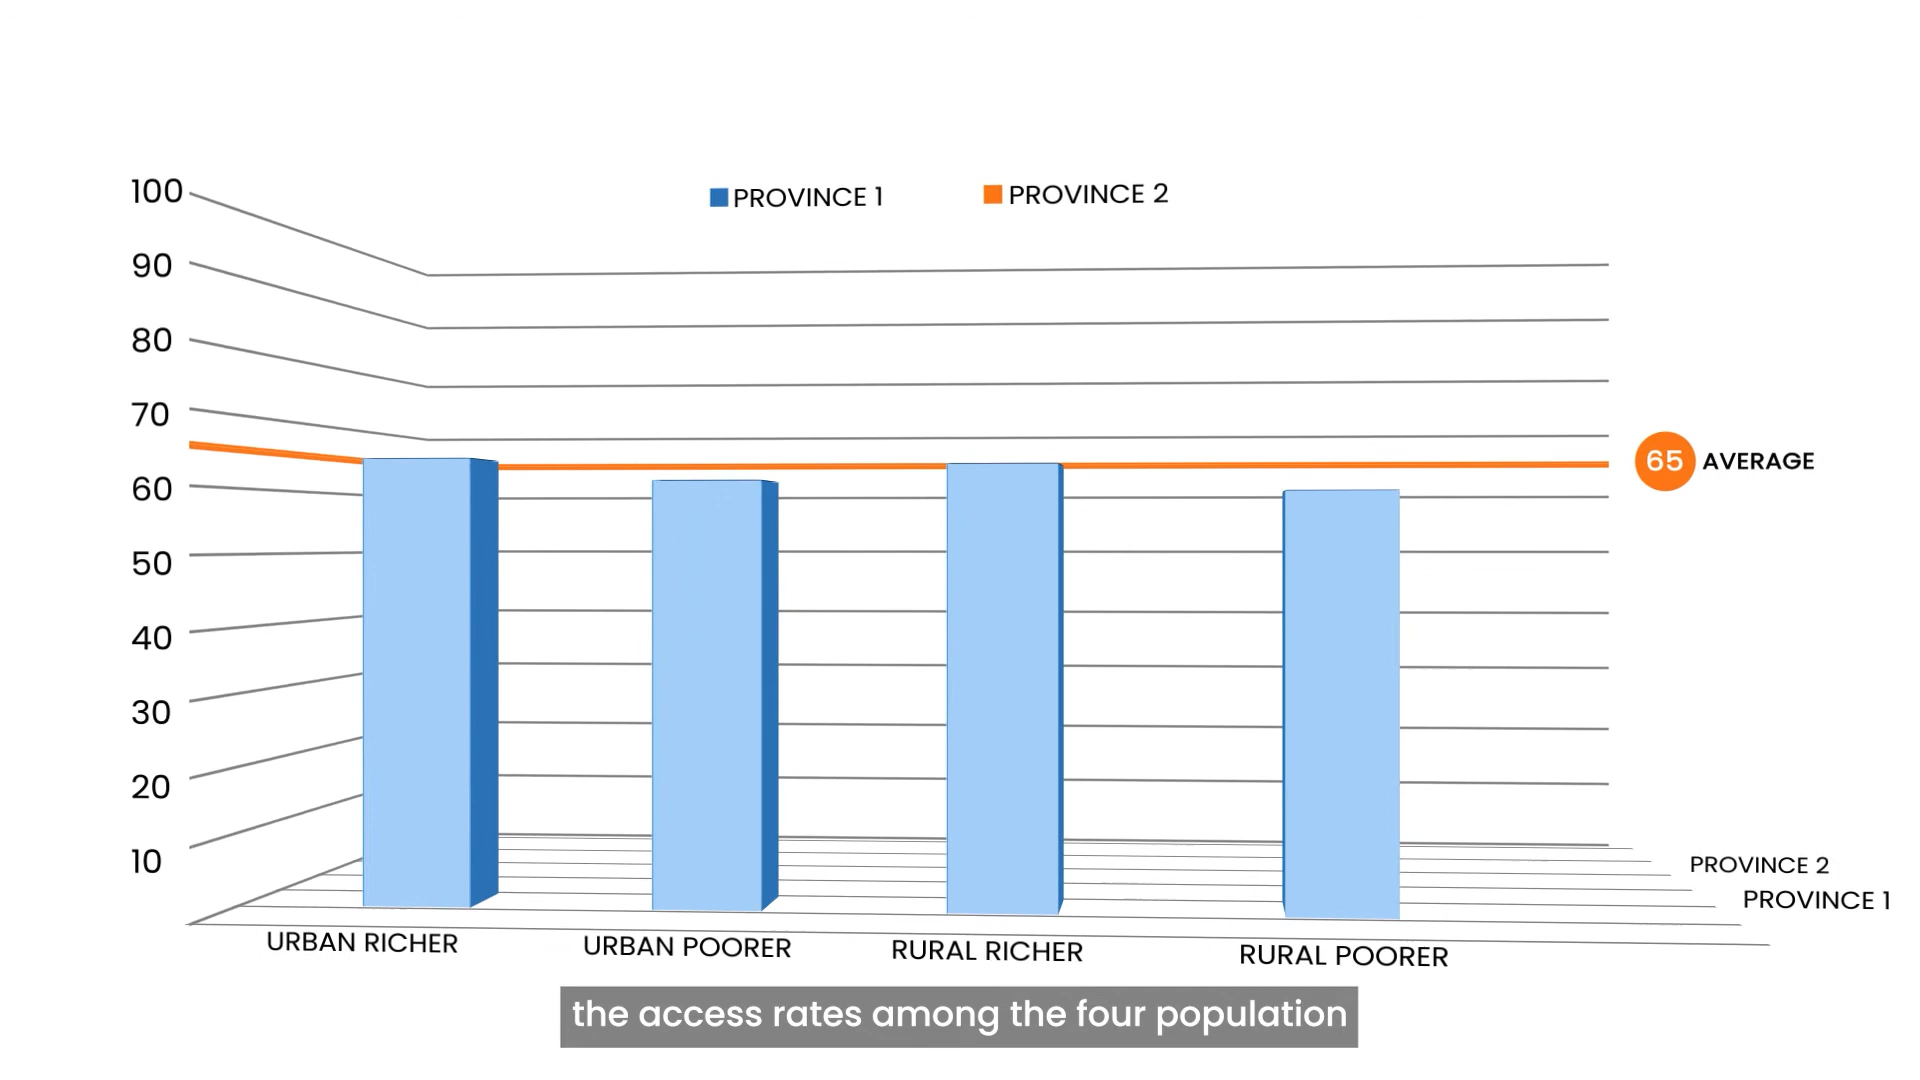 100
90
80
70
60
50
40
30
20
10
PROVINCE 1
PROVINCE 2
65 AVERAGE
PROVINCE 2
PROVINCE 1
URBAN RICHER
URBAN POORER
RURAL RICHER
RURAL POORER
the access rates among the four population